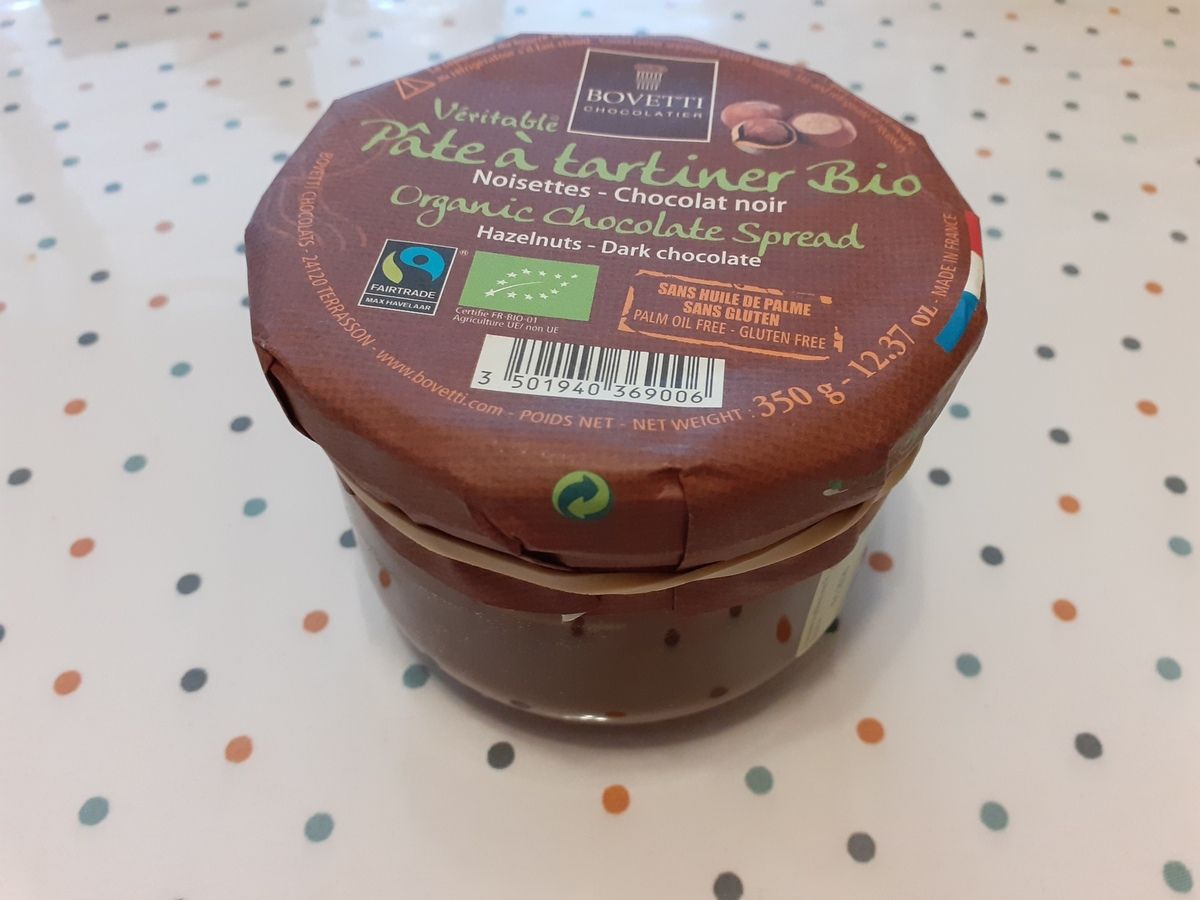 BOVETTI
CHOCOLATIER
Véritable
Pâte à tartiner Bio
Noisettes - Chocolat noir
Organic Chocolate Spread
Hazelnuts - Dark chocolate
FAIRTRADE
MAX HAVELAAR
®
Certifié FR-BIO-01
Agriculture UE/ non UE
SANS HUILE DE PALME
SANS GLUTEN
PALM OIL FREE - GLUTEN FREE
3 501940 369006
BOVETTI CHOCOLATS, 24120 TERRASSON - www.bovetti.com - POIDS NET - NET WEIGHT : 350 g - 12.37 oz - MADE IN FRANCE